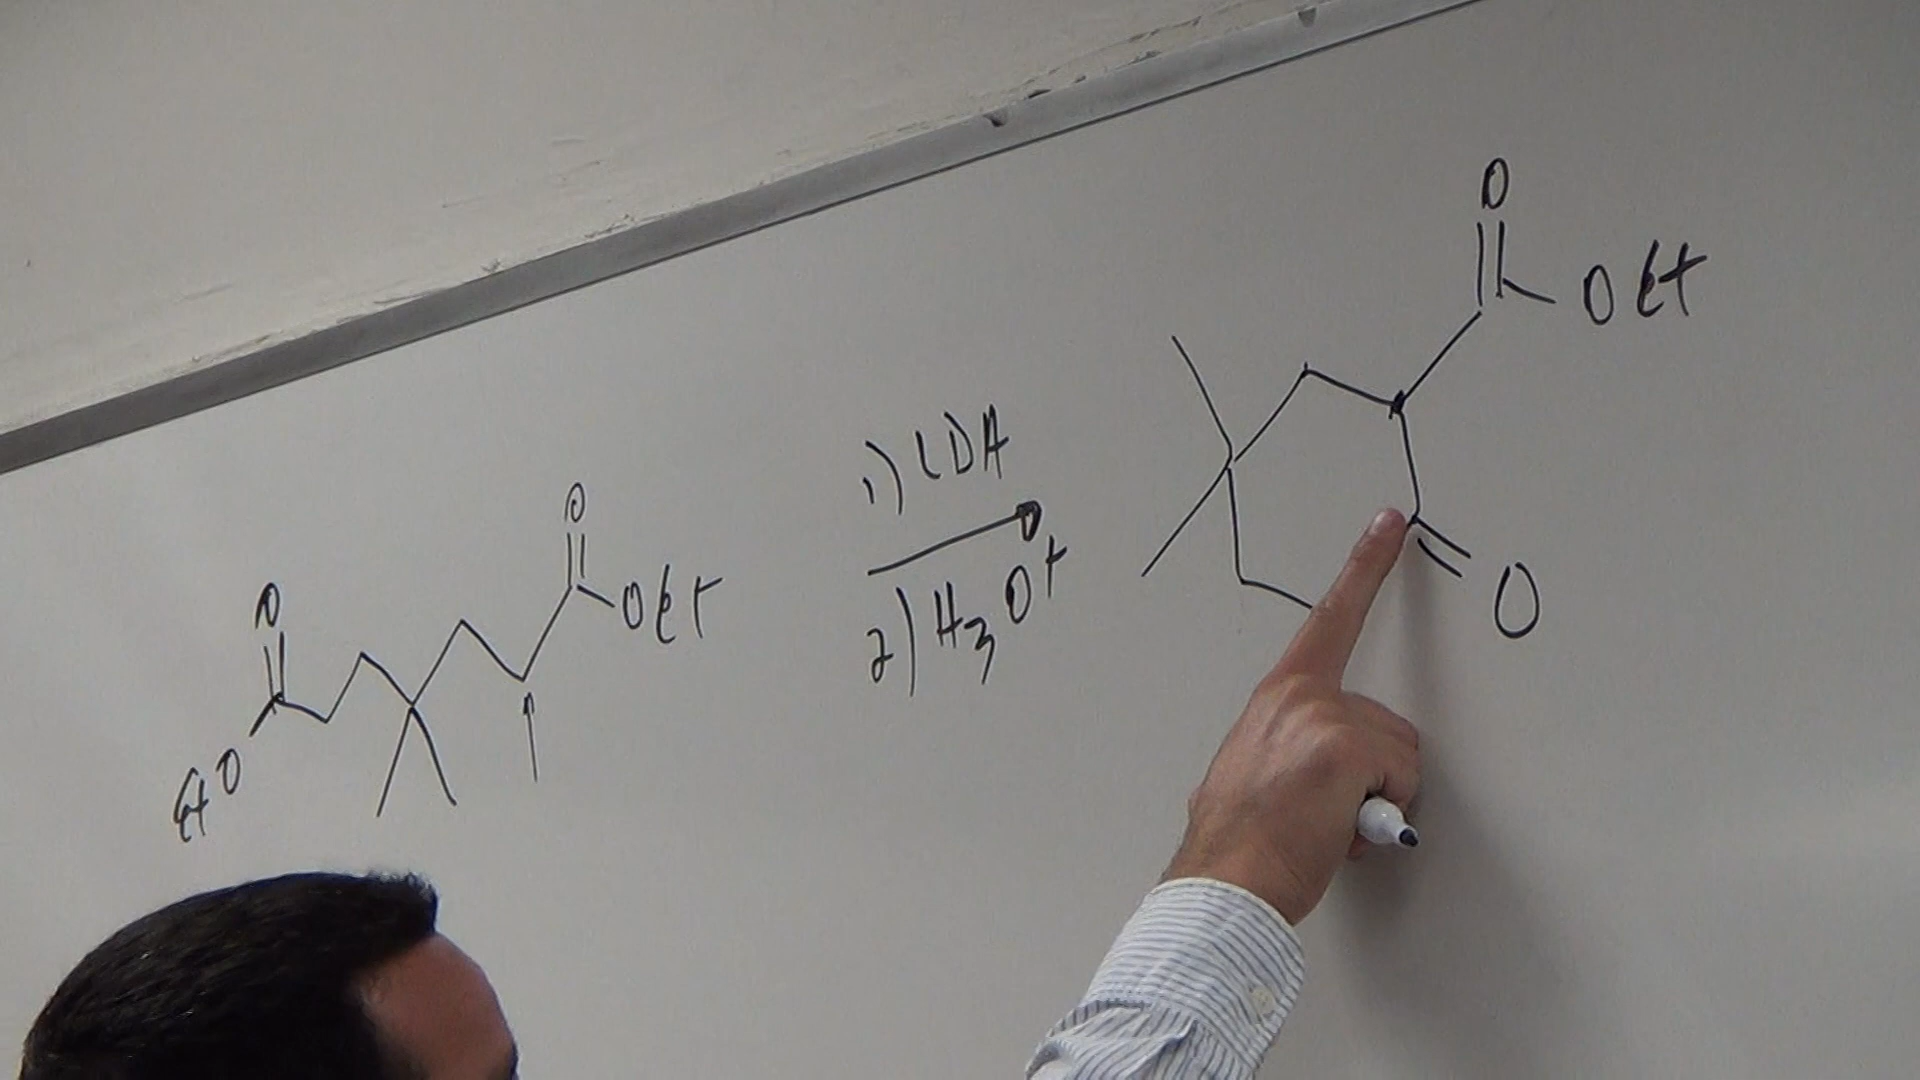 O
OEt
O
EtO
O
OEt
1) LDA
2) H3O+
O